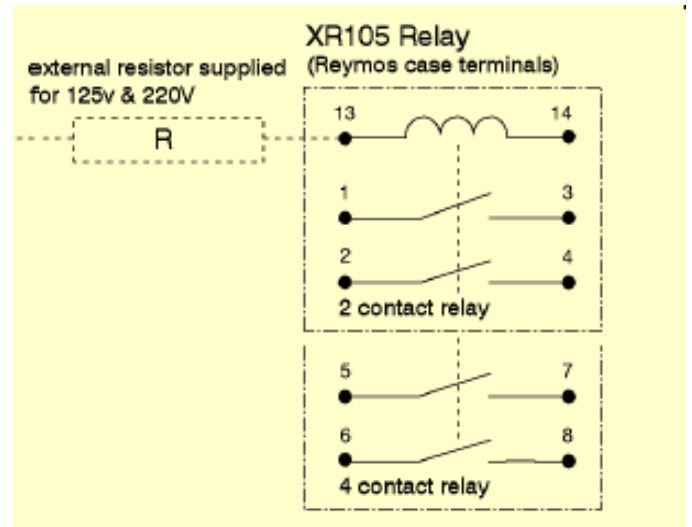 XR105 Relay
external resistor supplied (Reymos case terminals)
for 125v & 220V
13 14
R
1 3
2 4
2 contact relay
5 7
6 8
4 contact relay